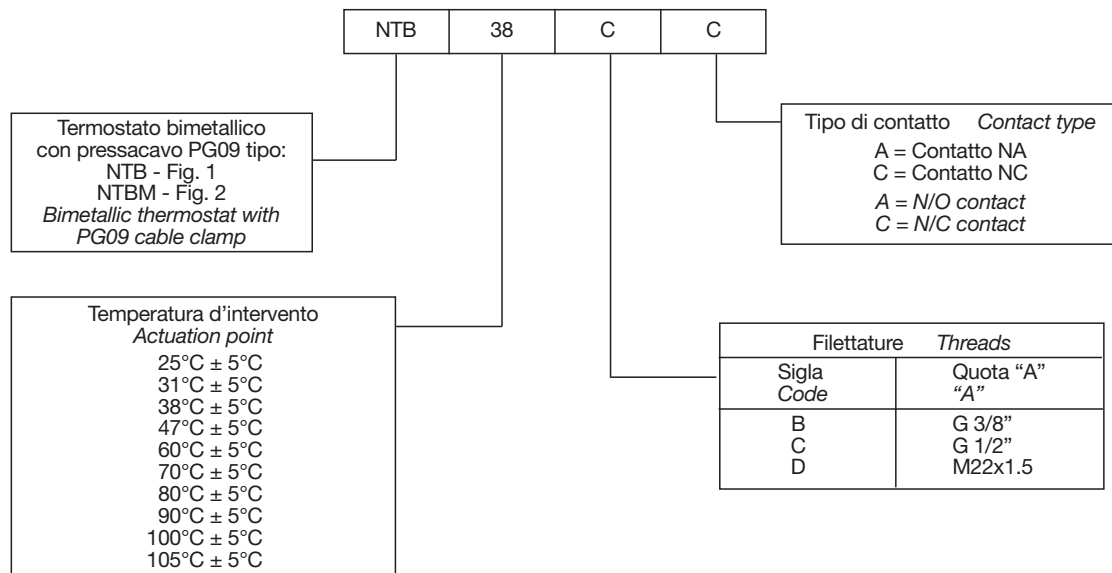 NTB 38 C C
Termostato bimetallico
con pressacavo PG09 tipo:
NTB - Fig. 1
NTBM - Fig. 2
Bimetallic thermostat with
PG09 cable clamp
Tipo di contatto Contact type
A = Contatto NA
C = Contatto NC
A = N/O contact
C = N/C contact
Temperatura d’intervento
Actuation point
25°C ± 5°C
31°C ± 5°C
38°C ± 5°C
47°C ± 5°C
60°C ± 5°C
70°C ± 5°C
80°C ± 5°C
90°C ± 5°C
100°C ± 5°C
105°C ± 5°C
Filettature Threads
Sigla Quota “A”
Code “A”
B G 3/8”
C G 1/2”
D M22x1.5